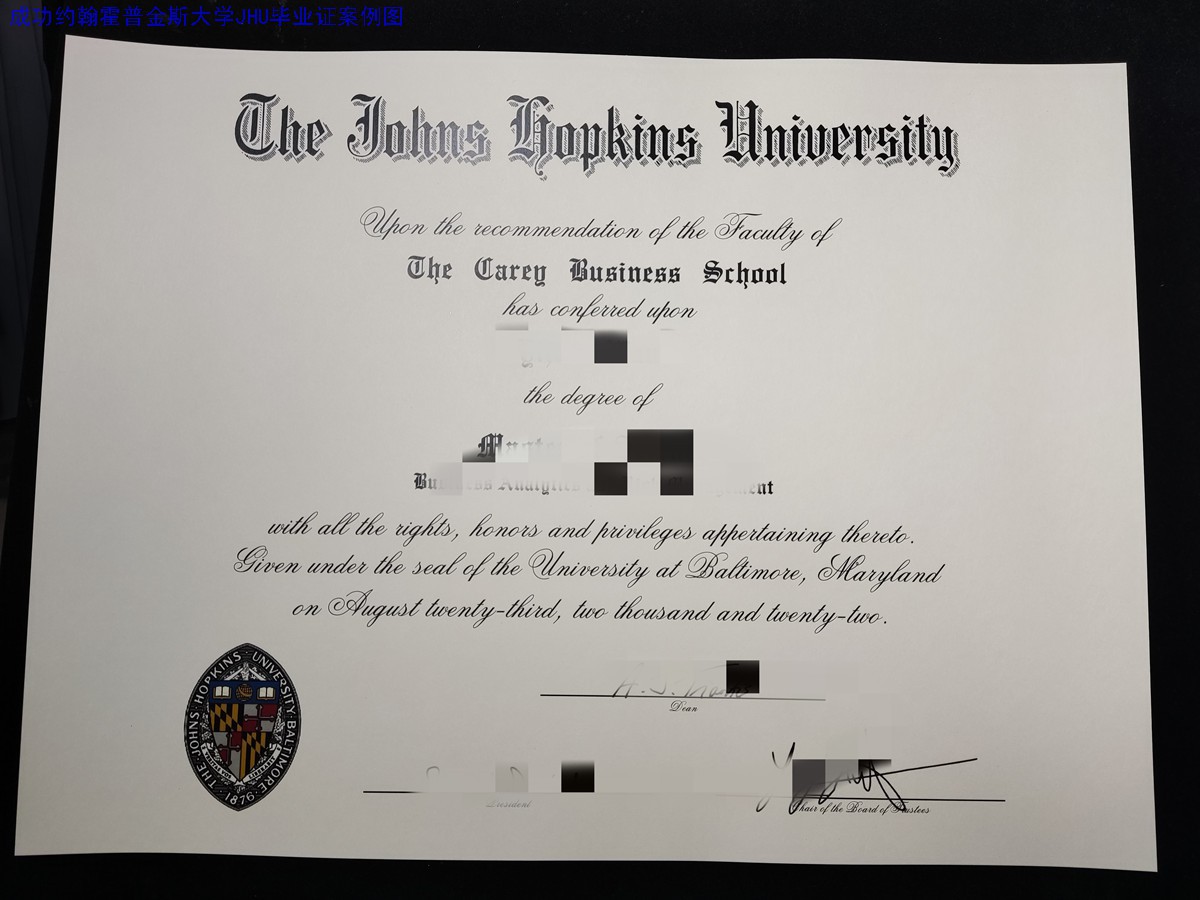 成功约翰霍普金斯大学JHU毕业证案例图
The Johns Hopkins University
Upon the recommendation of the Faculty of
The Carey Business School
has conferred upon
the degree of
with all the rights, honors and privileges appertaining thereto.
Given under the seal of the University at Baltimore, Maryland
on August twenty-third, two thousand and twenty-two.
THE JOHNS HOPKINS UNIVERSITY BALTIMORE
1876
Dean
President
Chair of the Board of Trustees